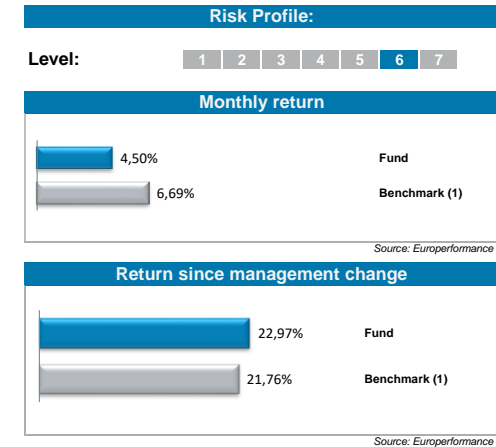 Risk Profile:
Level: 1 2 3 4 5 6 7
Monthly return
4,50% Fund
6,69% Benchmark (1)
Source: Europerformance
Return since management change
22,97% Fund
21,76% Benchmark (1)
Source: Europerformance